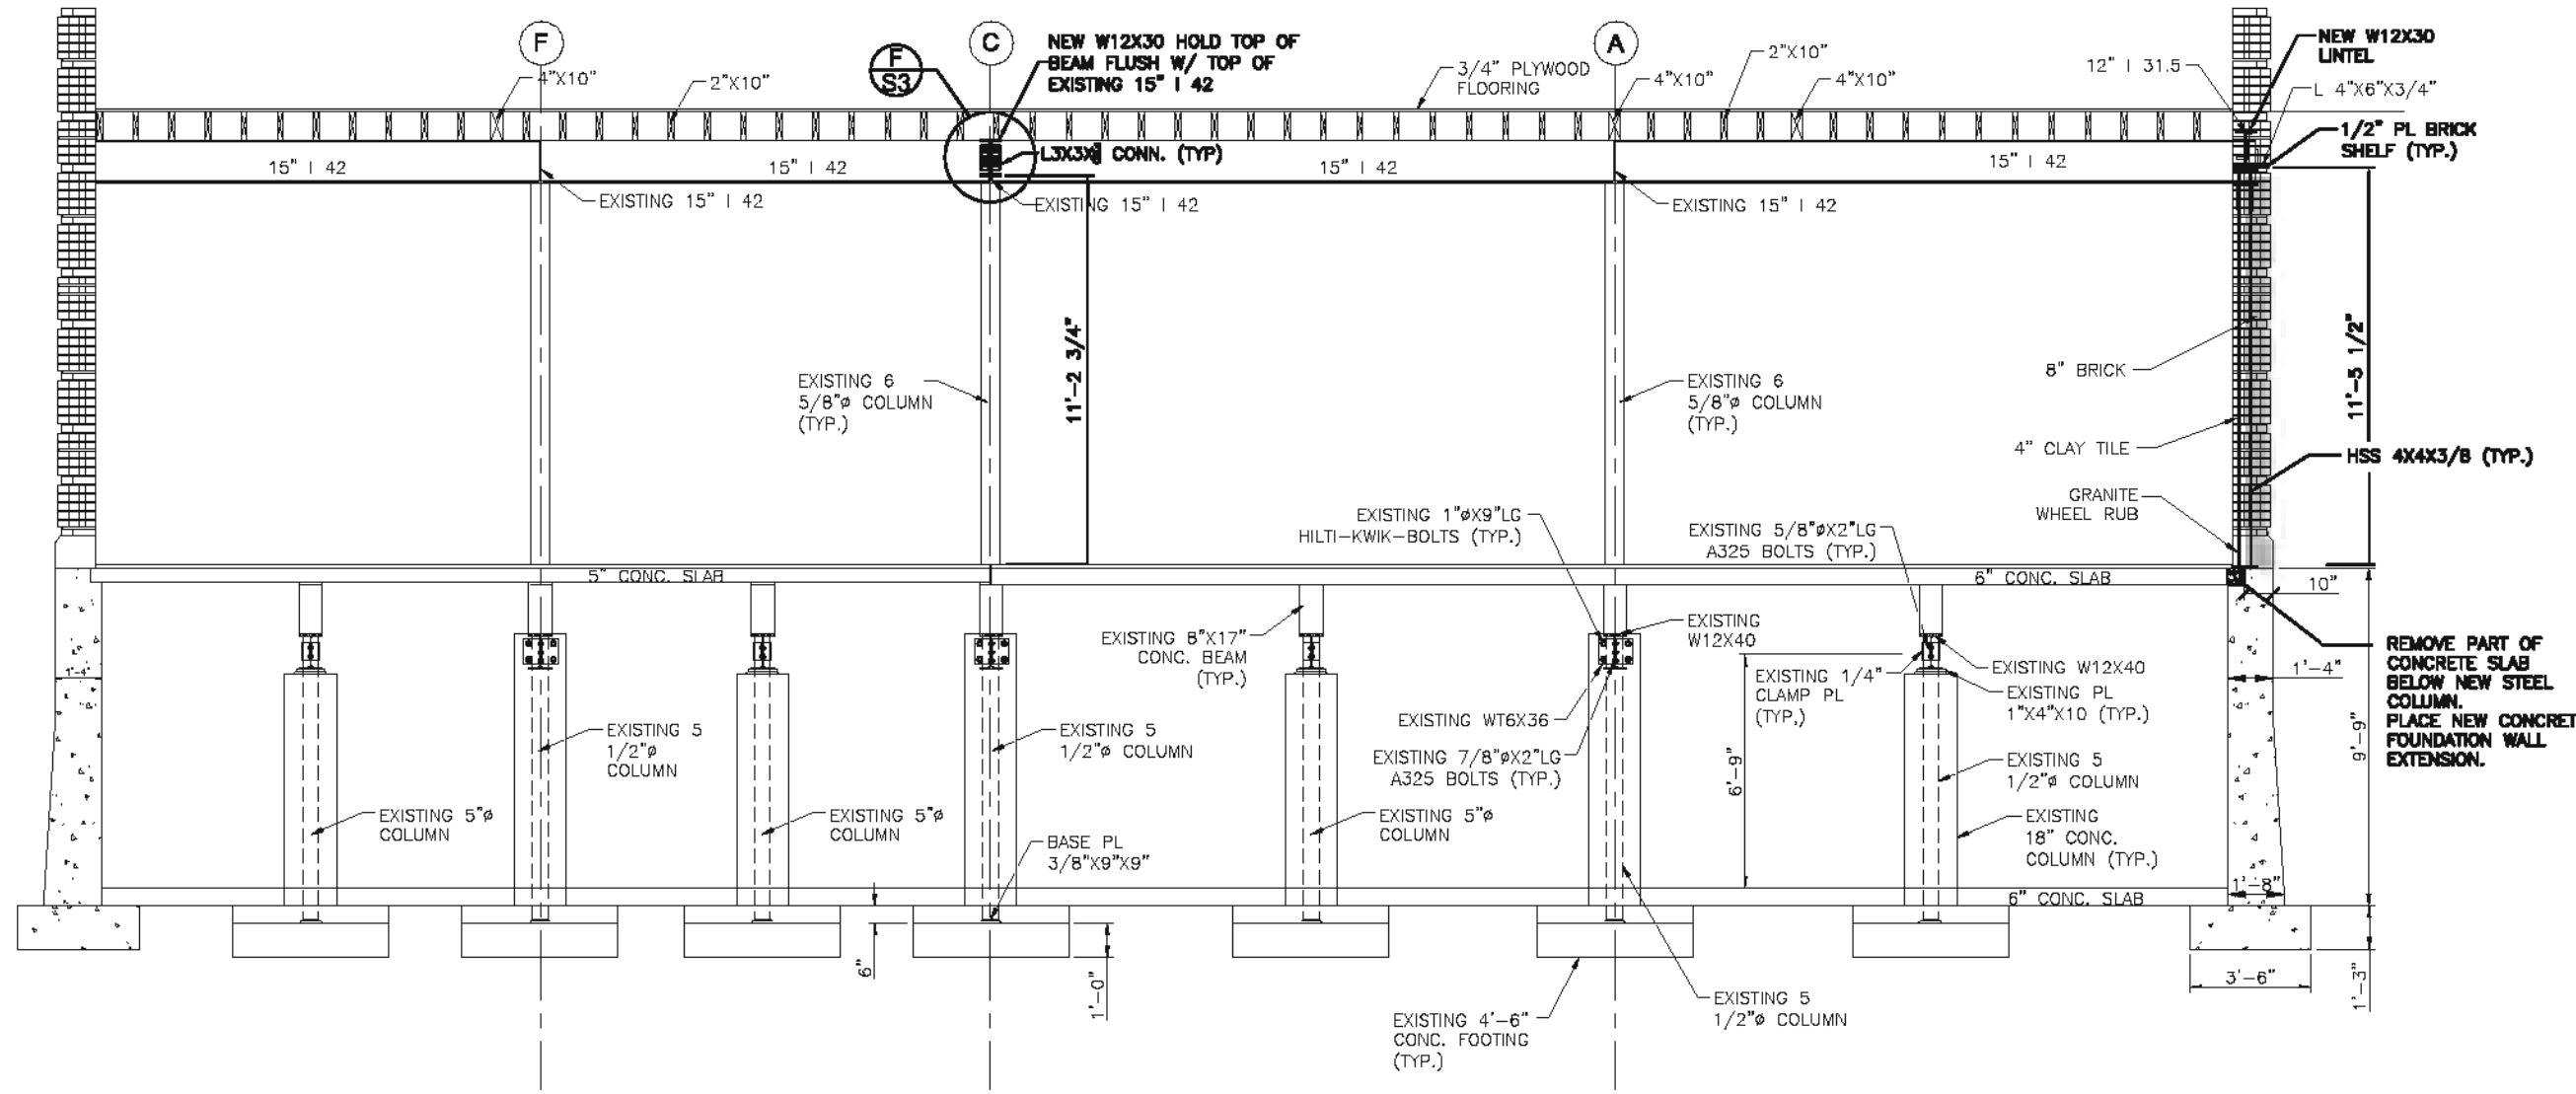 F
C
A
F
S3
NEW W12X30 HOLD TOP OF
BEAM FLUSH W/ TOP OF
EXISTING 15" I 42
4"X10"
2"X10"
3/4" PLYWOOD
FLOORING
4"X10"
2"X10"
4"X10"
12" I 31.5
NEW W12X30
LINTEL
L 4"X6"X3/4"
1/2" PL BRICK
SHELF (TYP.)
15" I 42
15" I 42
L3X3X CONN. (TYP)
15" I 42
15" I 42
EXISTING 15" I 42
EXISTING 15" I 42
EXISTING 15" I 42
11'-2 3/4"
11'-5 1/2"
EXISTING 6
5/8"ø COLUMN
(TYP.)
EXISTING 6
5/8"ø COLUMN
(TYP.)
8" BRICK
4" CLAY TILE
HSS 4X4X3/8 (TYP.)
GRANITE
WHEEL RUB
EXISTING 1"øX9"LG
HILTI-KWIK-BOLTS (TYP.)
EXISTING 5/8"øX2"LG
A325 BOLTS (TYP.)
5" CONC. SLAB
6" CONC. SLAB
10"
EXISTING 8"X17"
CONC. BEAM
(TYP.)
EXISTING
W12X40
EXISTING 1/4"
CLAMP PL
(TYP.)
EXISTING W12X40
EXISTING PL
1"X4"X10 (TYP.)
REMOVE PART OF
CONCRETE SLAB
BELOW NEW STEEL
COLUMN.
PLACE NEW CONCRET
FOUNDATION WALL
EXTENSION.
1'-4"
1'-4"
9'-9"
EXISTING WT6X36
EXISTING 7/8"øX2"LG
A325 BOLTS (TYP.)
6'-9"
EXISTING 5
1/2"ø
COLUMN
EXISTING 5
1/2"ø COLUMN
EXISTING 5
1/2"ø COLUMN
EXISTING 5"ø
COLUMN
EXISTING 5"ø
COLUMN
EXISTING 5"ø
COLUMN
EXISTING
18" CONC.
COLUMN (TYP.)
BASE PL
3/8"X9"X9"
1'-8"
6" CONC. SLAB
6"
1'-0"
3'-6"
1'-3"
EXISTING 4'-6"
CONC. FOOTING
(TYP.)
EXISTING 5
1/2"ø COLUMN